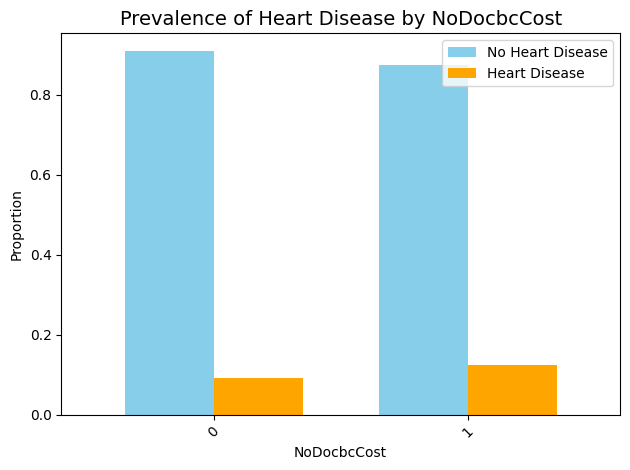 Prevalence of Heart Disease by NoDocbcCost
No Heart Disease
Heart Disease
Proportion
0.8
0.6
0.4
0.2
0.0
0
1
NoDocbcCost